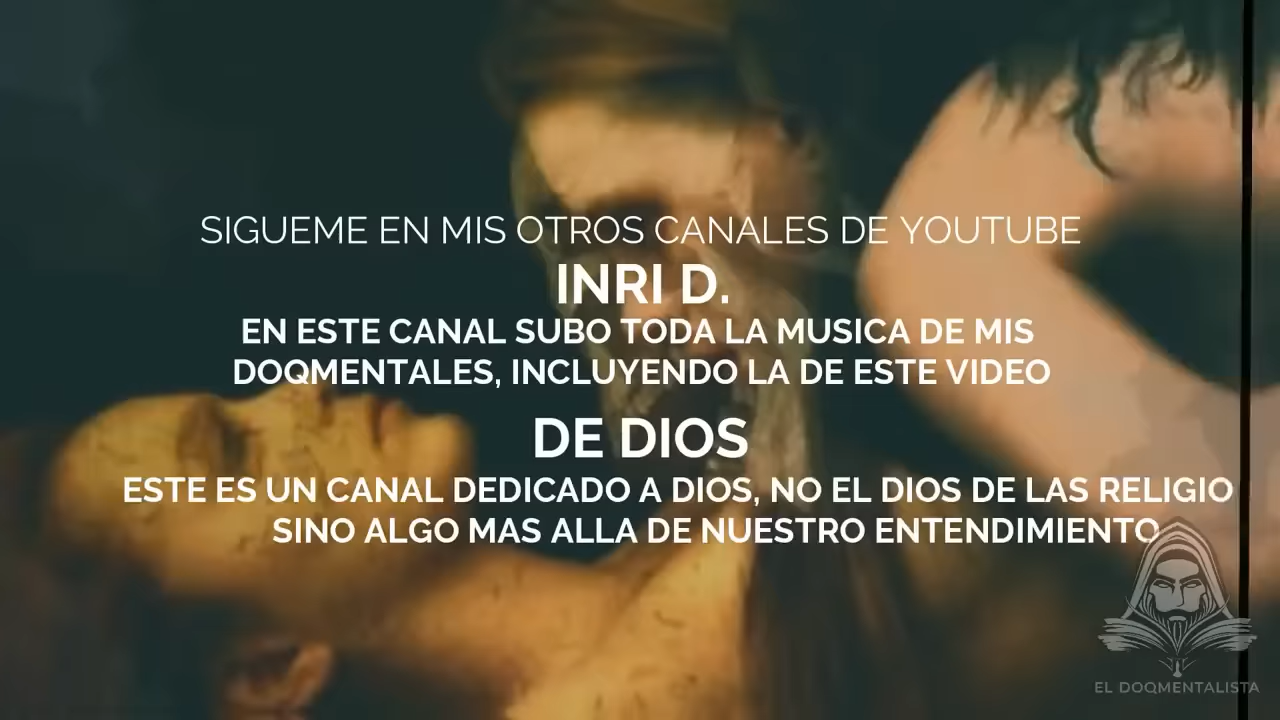 SIGUEME EN MIS OTROS CANALES DE YOUTUBE
INRI D.
EN ESTE CANAL SUBO TODA LA MUSICA DE MIS
DOQMENTALES, INCLUYENDO LA DE ESTE VIDEO
DE DIOS
ESTE ES UN CANAL DEDICADO A DIOS, NO EL DIOS DE LAS RELIGIO
SINO ALGO MAS ALLA DE NUESTRO ENTENDIMIENTO
EL DOQMENTALISTA